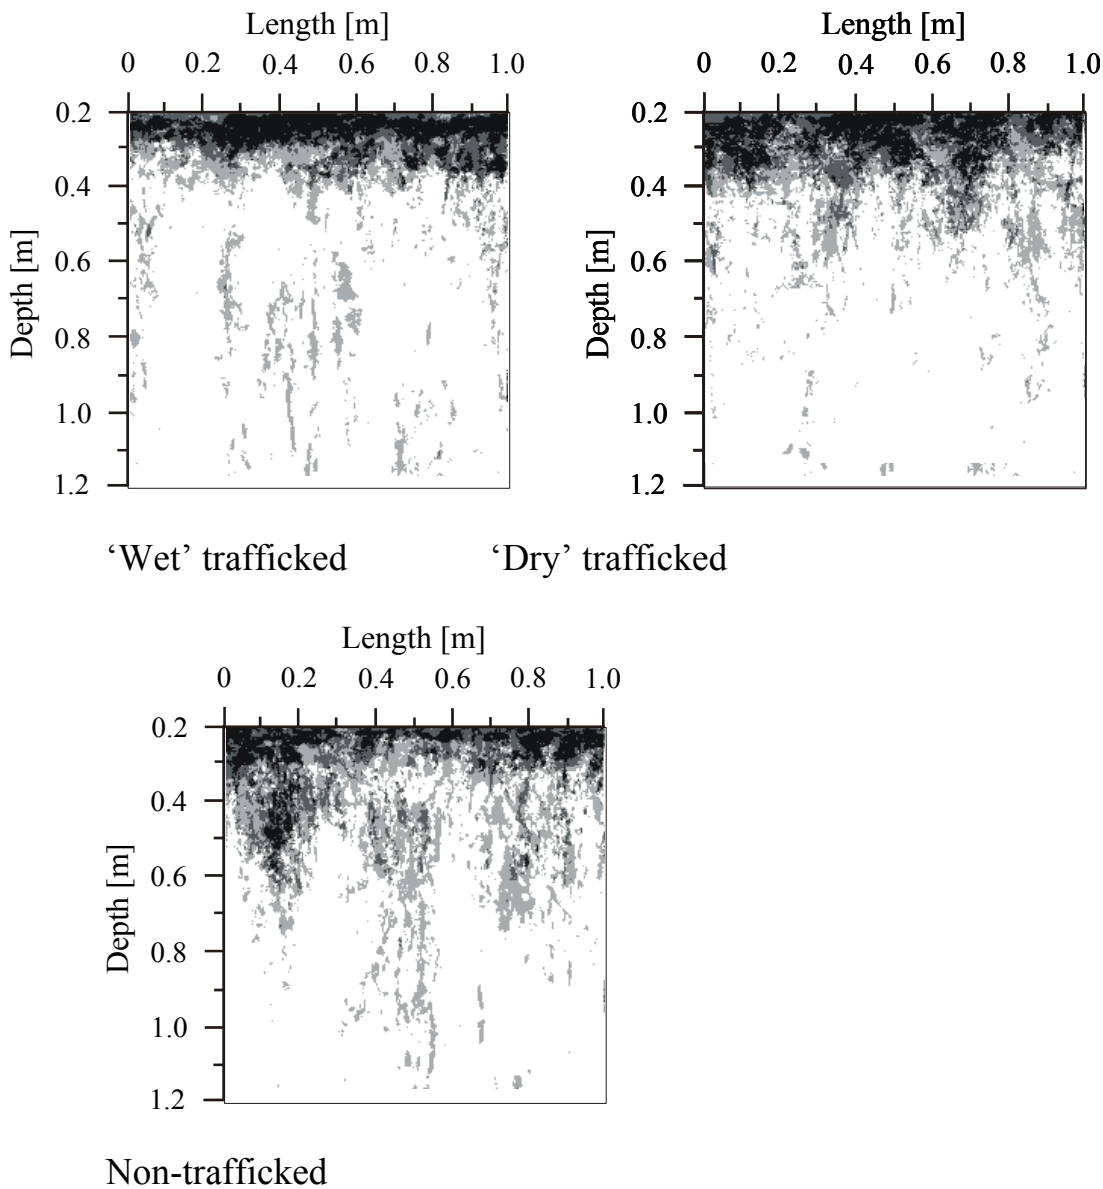 Length [m] Length [m]
0 0.2 0.4 0.6 0.8 1.0 0 0.2 0.4 0.6 0.8 1.0
0.2 0.2
0.4 0.4
0.6 0.6
0.8 0.8
1.0 1.0
1.2 1.2
Depth [m] Depth [m]
‘Wet’ trafficked ‘Dry’ trafficked
Length [m]
0 0.2 0.4 0.6 0.8 1.0
0.2
0.4
0.6
0.8
1.0
1.2
Depth [m]
Non-trafficked